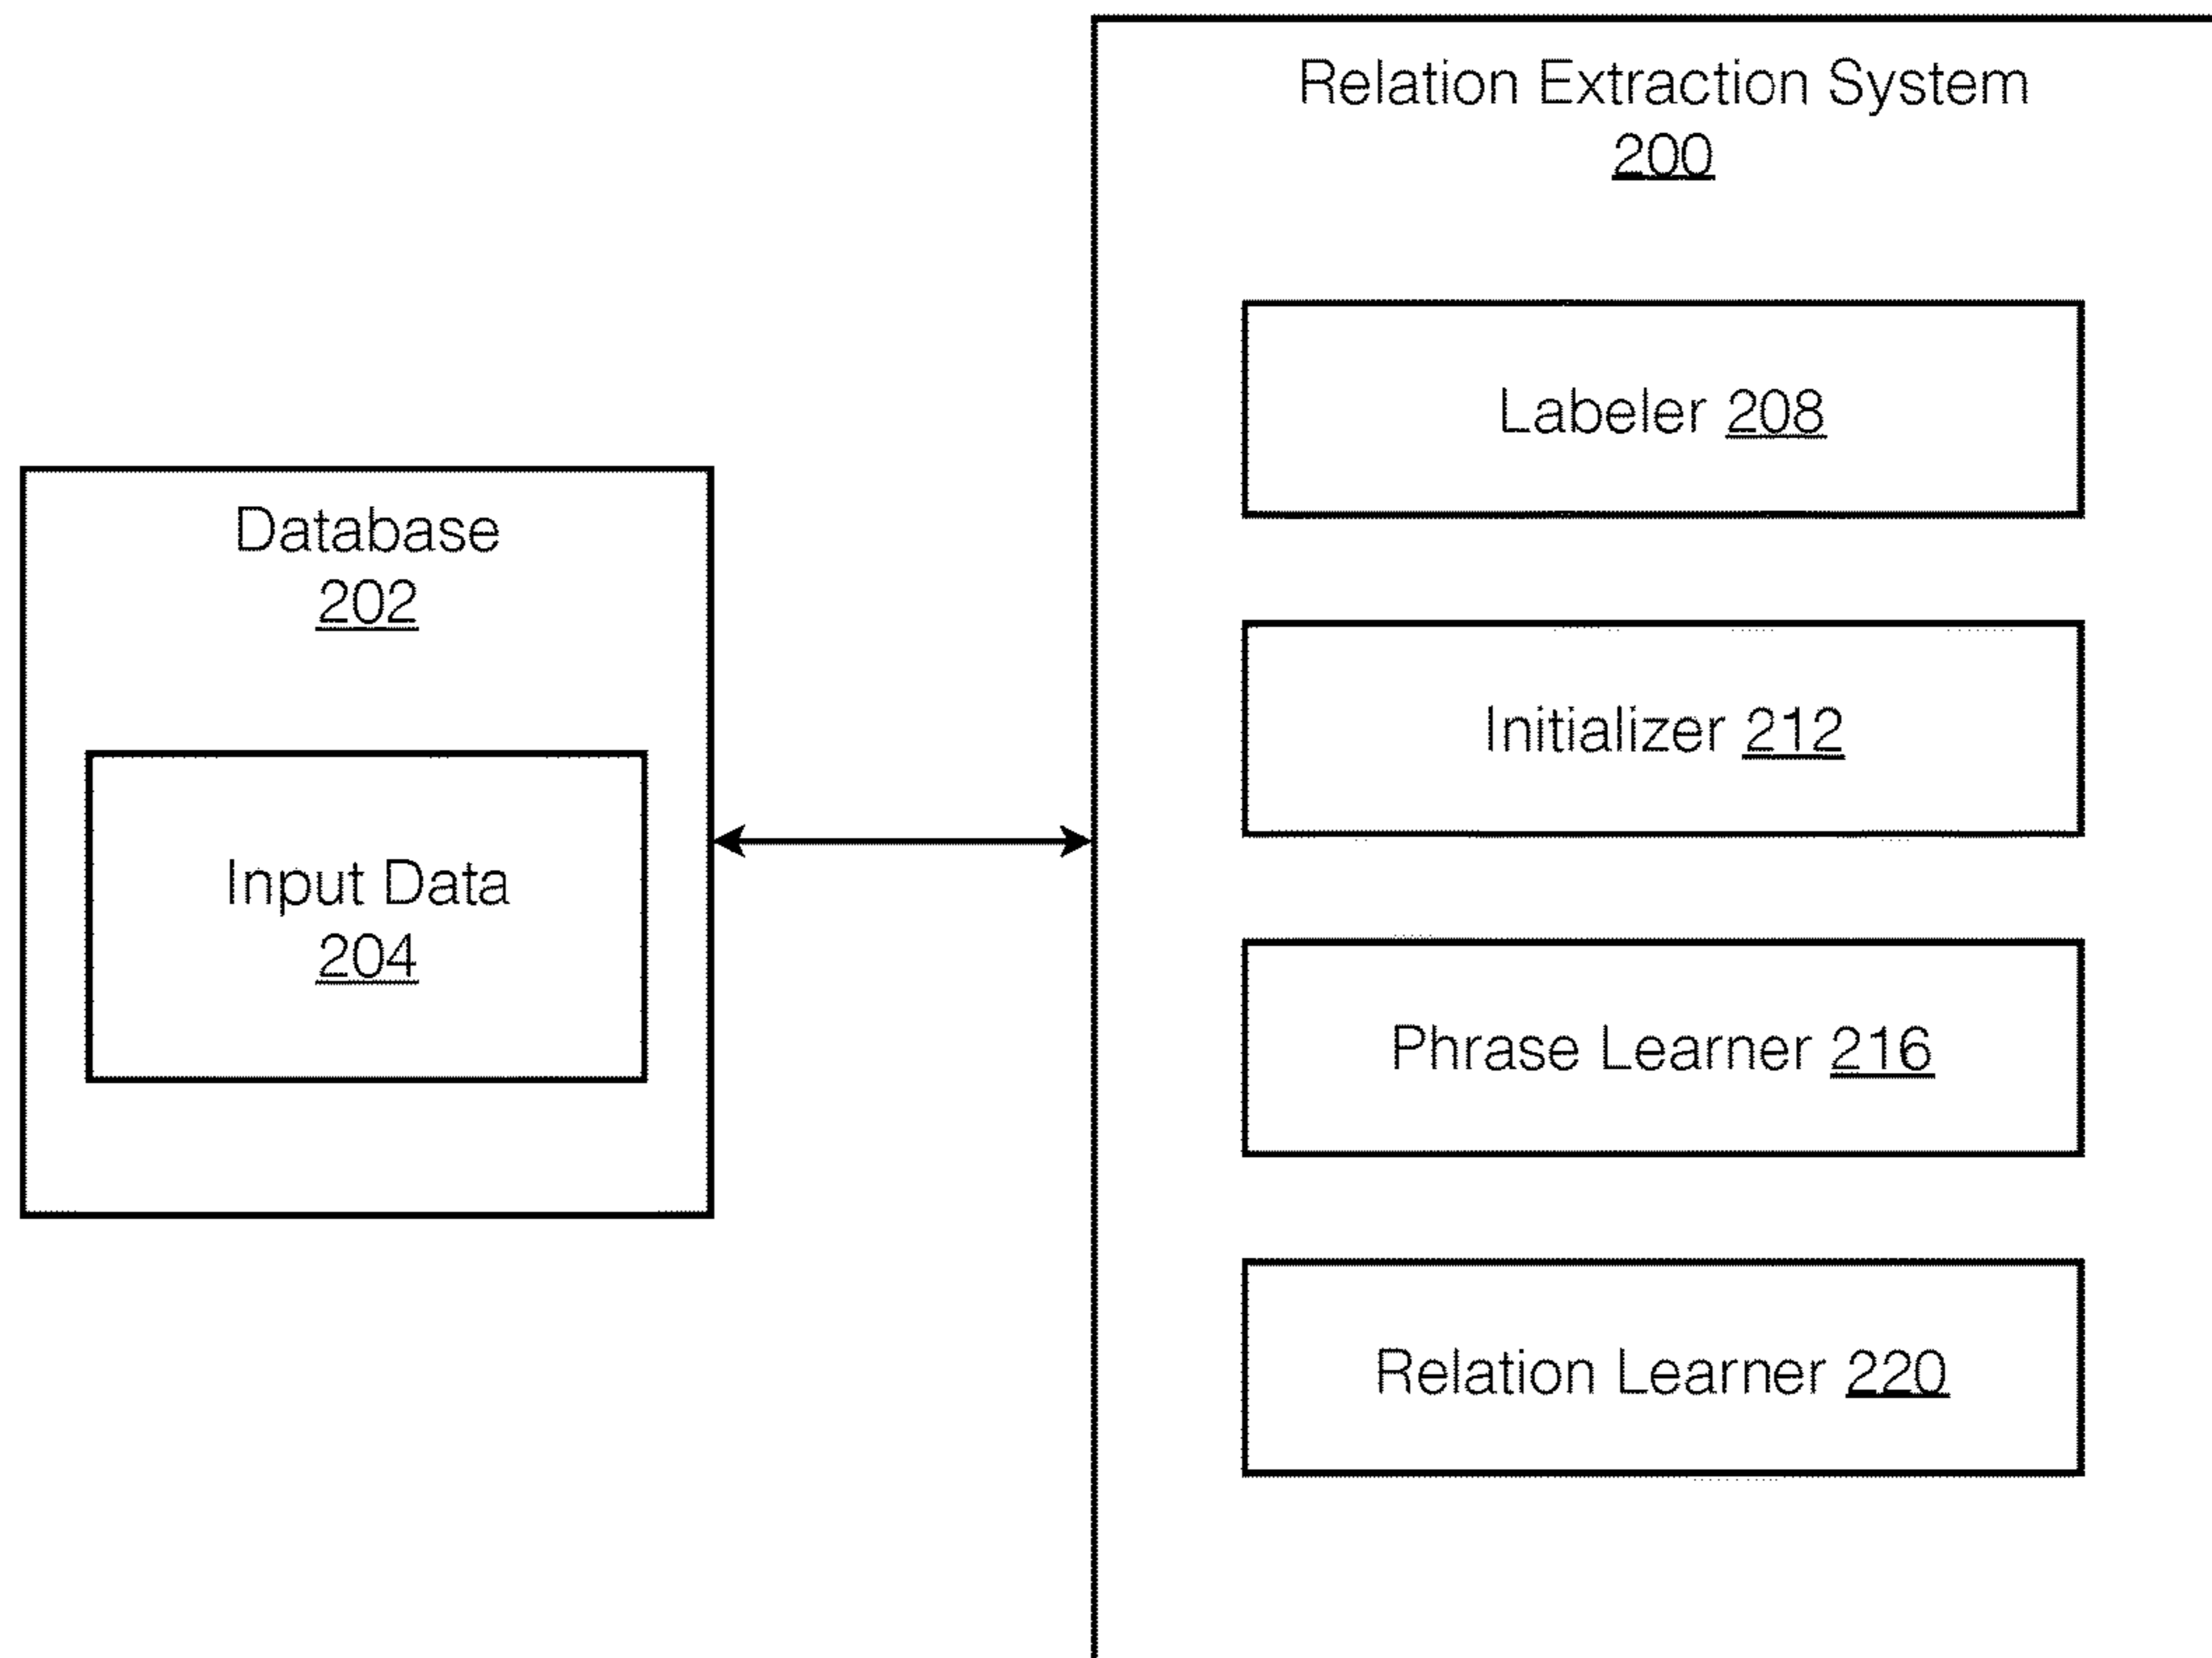 Relation Extraction System
200
Labeler 208
Database
202
Initializer 212
Input Data
204
Phrase Learner 216
Relation Learner 220